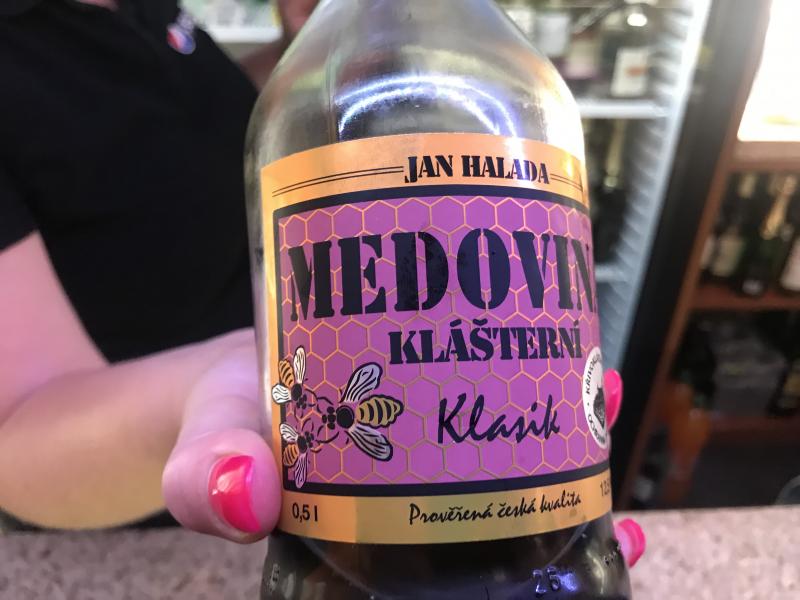 JAN HALADA
MEDOVINA
KLÁŠTERNÍ
Klasik
0,5 l
Prověřená česká kvalita